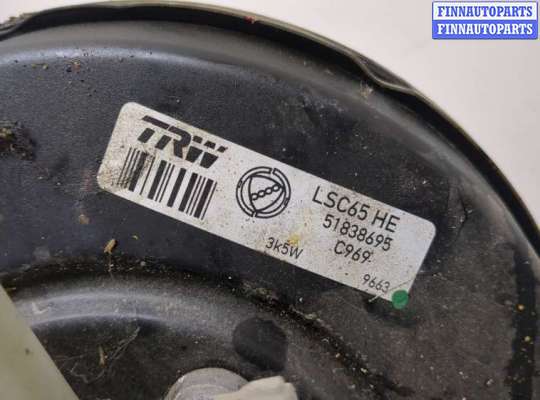 FINNAUTOPARTS
FINNAUTOPARTS
TRW
LSC65 HE
51838695
C969
3k5W
9663